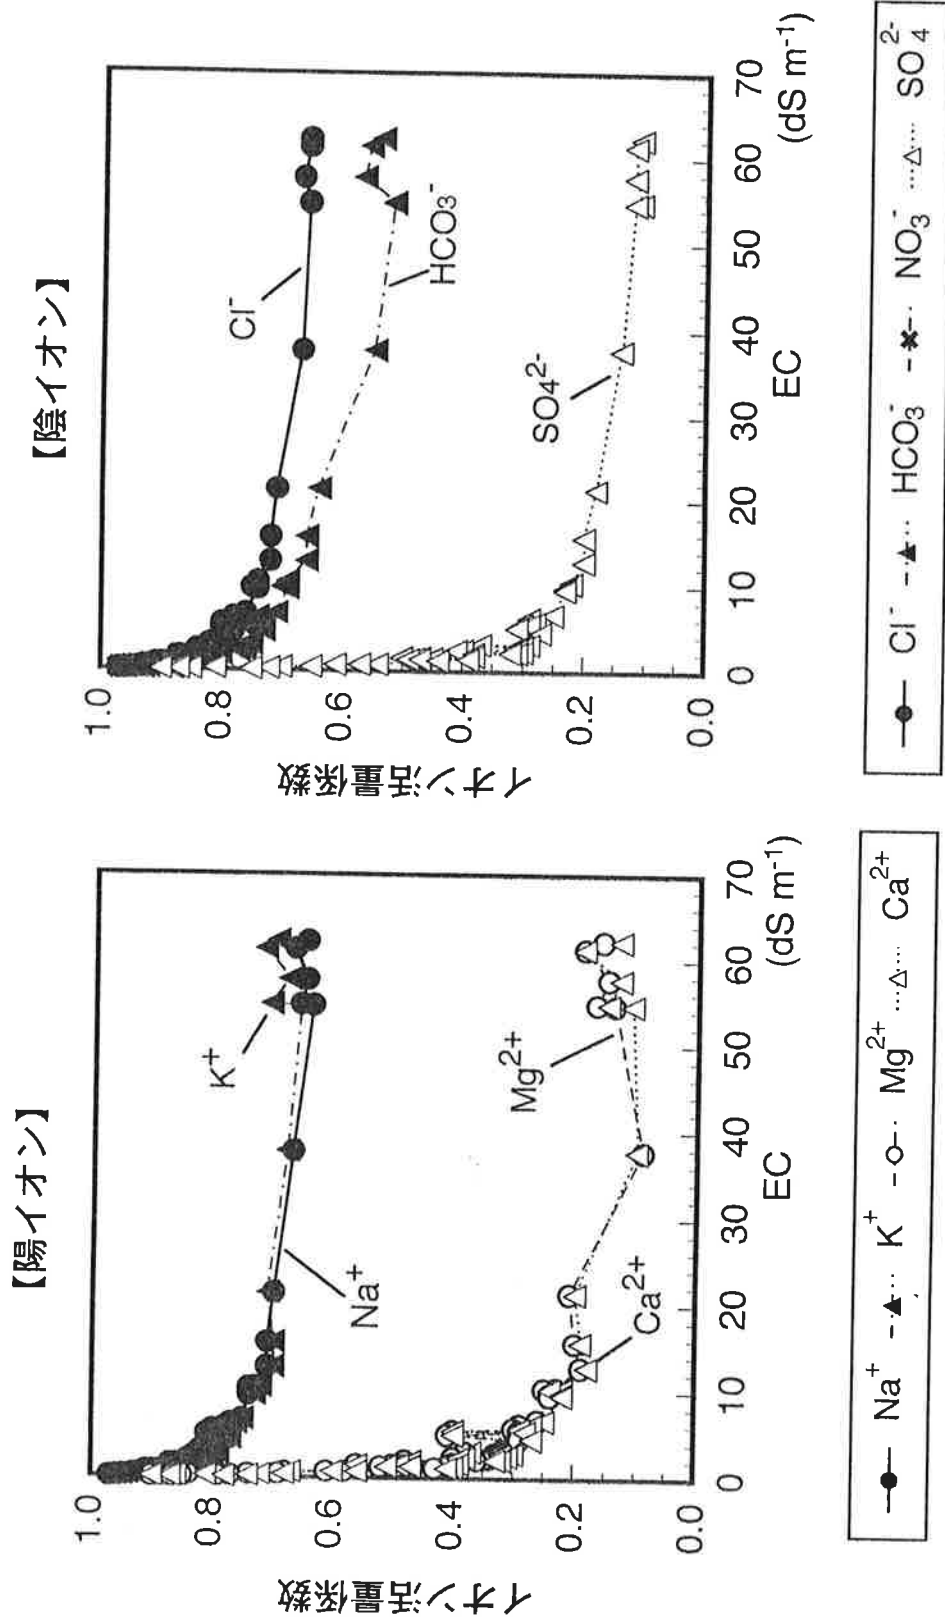 【陽イオン】
イオン活量係数
1.0
0.8
0.6
0.4
0.2
0.0
K⁺
Na⁺
Mg²⁺
Ca²⁺
0 10 20 30 40 50 60 70
EC
(dS m⁻¹)
Na⁺ K⁺ Mg²⁺ Ca²⁺
【陰イオン】
イオン活量係数
1.0
0.8
0.6
0.4
0.2
0.0
Cl⁻
HCO₃⁻
SO₄²⁻
0 10 20 30 40 50 60 70
EC
(dS m⁻¹)
Cl⁻ HCO₃⁻ NO₃⁻ SO₄²⁻